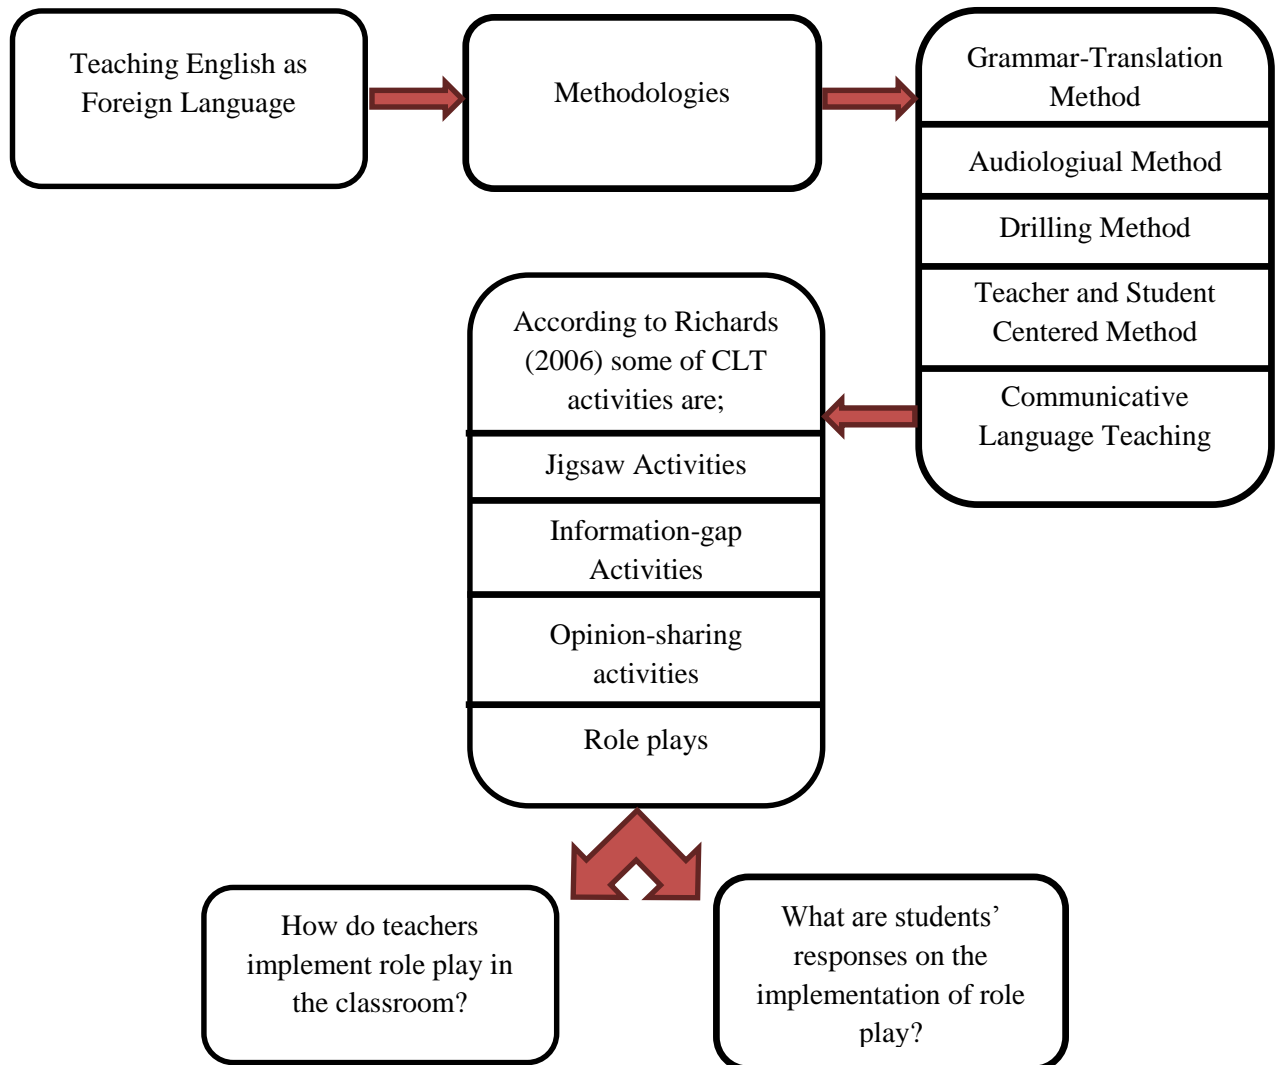 Teaching English as
Foreign Language
Methodologies
Grammar-Translation
Method
Audiologiual Method
Drilling Method
Teacher and Student
Centered Method
Communicative
Language Teaching
According to Richards
(2006) some of CLT
activities are;
Jigsaw Activities
Information-gap
Activities
Opinion-sharing
activities
Role plays
How do teachers
implement role play in
the classroom?
What are students’
responses on the
implementation of role
play?